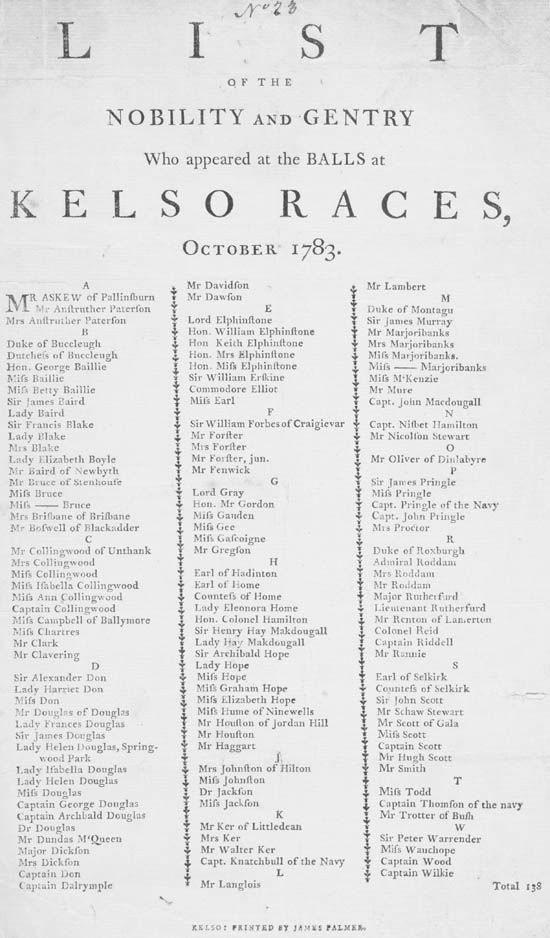 No 23
LIST
OF THE
NOBILITY AND GENTRY
Who appeared at the BALLS at
KELSO RACES,
OCTOBER 1783.
A
MR ASKEW of Pallinſburn
Mr Anſtruther Paterſon
Mrs Anſtruther Paterſon
B
Duke of Buccleugh
Dutcheſs of Buccleugh
Hon. George Baillie
Miſs Baillie
Miſs Betty Baillie
Sir James Baird
Lady Baird
Sir Francis Blake
Lady Blake
Mrs Blake
Lady Elizabeth Boyle
Mr Baird of Newbyth
Mr Bruce of Stenhouſe
Miſs Bruce
Miſs —— Bruce
Mrs Briſbane of Briſbane
Mr Boſwell of Blackadder
C
Mr Collingwood of Unthank
Mrs Collingwood
Miſs Collingwood
Miſs Iſabella Collingwood
Miſs Ann Collingwood
Captain Collingwood
Miſs Campbell of Ballymore
Miſs Chartres
Mr Clark
Mr Clavering
D
Sir Alexander Don
Lady Harriet Don
Miſs Don
Mr Douglas of Douglas
Lady Frances Douglas
Sir James Douglas
Lady Helen Douglas, Spring-
wood Park
Lady Iſabella Douglas
Lady Helen Douglas
Miſs Douglas
Captain George Douglas
Captain Archbald Douglas
Dr Douglas
Mr Dundas M'Queen
Major Dickſon
Mrs Dickſon
Captain Don
Captain Dalrymple
Mr Davidſon
Mr Dawſon
E
Lord Elphinſtone
Hon. William Elphinſtone
Hon Keith Elphinſtone
Hon. Mrs Elphinſtone
Hon. Miſs Elphinſtone
Sir William Erſkine
Commodore Elliot
Miſs Earl
F
Sir William Forbes of Craigievar
Mr Forſter
Mrs Forſter
Mr Forſter, jun.
Mr Fenwick
G
Lord Gray
Hon. Mr Gordon
Miſs Gauden
Miſs Gee
Miſs Gaſcoigne
Mr Gregſon
H
Earl of Hadinton
Earl of Home
Counteſs of Home
Lady Eleonora Home
Hon. Colonel Hamilton
Sir Henry Hay Makdougall
Lady Hay Makdougall
Sir Archibald Hope
Lady Hope
Miſs Hope
Miſs Graham Hope
Miſs Elizabeth Hope
Miſs Hume of Ninewells
Mr Houſton of Jordan Hill
Mr Houſton
Mr Haggart
J
Mrs Johnſton of Hilton
Miſs Johnſton
Dr Jackſon
Miſs Jackſon
K
Mr Ker of Littledean
Mrs Ker
Mr Walter Ker
Capt. Knatchbull of the Navy
L
Mr Langlois
Mr Lambert
M
Duke of Montagu
Sir James Murray
Mr Marjoribanks
Mrs Marjoribanks
Miſs Marjoribanks.
Miſs —— Marjoribanks
Miſs M'Kenzie
Mr Mure
Capt. John Macdougall
N
Capt. Niſbet Hamilton
Mr Nicolſon Stewart
O
Mr Oliver of Dinlabyre
P
Sir James Pringle
Miſs Pringle
Capt. Pringle of the Navy
Capt. John Pringle
Mrs Proctor
R
Duke of Roxburgh
Admiral Roddam
Mrs Roddam
Mr Roddam
Major Rutherfurd
Lieutenant Rutherfurd
Mr Renton of Lamerton
Colonel Reid
Captain Riddell
Mr Rannie
S
Earl of Selkirk
Counteſs of Selkirk
Sir John Scott
Mr Schaw Stewart
Mr Scott of Gala
Miſs Scott
Captain Scott
Mr Hugh Scott
Mr Smith
T
Miſs Todd
Captain Thomſon of the navy
Mr Trotter of Buſh
W
Sir Peter Warrender
Miſs Wauchope
Captain Wood
Captain Wilkie
Total 138
KELSO: PRINTED BY JAMES PALMER.